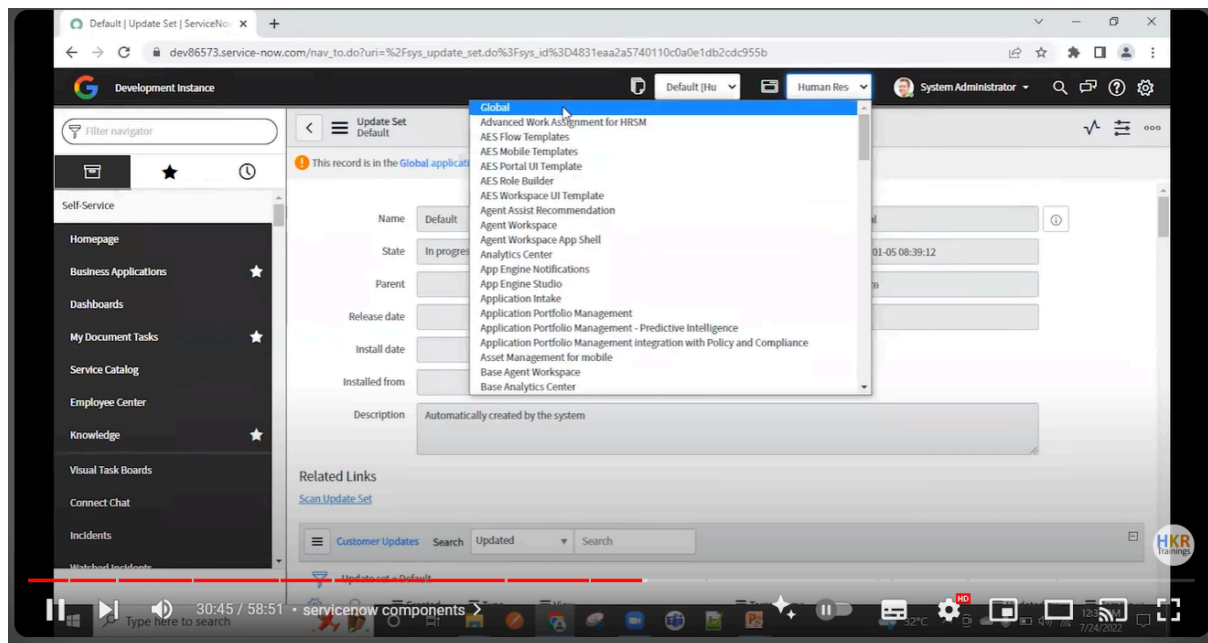 Default | Update Set | ServiceNo
dev86573.service-now.com/nav_to.do?uri=%2Fsys_update_set.do%3Fsys_id%3D4831eaa2a5740110c0a0e1db2cdc955b
Development Instance
Default [Hu
Human Res
System Administrator
Filter navigator
Self-Service
Homepage
Business Applications
Dashboards
My Document Tasks
Service Catalog
Employee Center
Knowledge
Visual Task Boards
Connect Chat
Incidents
Watched Incidents
Update Set
Default
This record is in the Global applicati
Global
Advanced Work Assignment for HRSM
AES Flow Templates
AES Mobile Templates
AES Portal UI Template
AES Role Builder
AES Workspace UI Template
Agent Assist Recommendation
Agent Workspace
Agent Workspace App Shell
Analytics Center
App Engine Notifications
App Engine Studio
Application Intake
Application Portfolio Management
Application Portfolio Management - Predictive Intelligence
Application Portfolio Management integration with Policy and Compliance
Asset Management for mobile
Base Agent Workspace
Base Analytics Center
Name Default
State In progres
01-05 08:39:12
Parent
Release date
Install date
Installed from
Description Automatically created by the system
Related Links
Scan Update Set
Customer Updates Search Updated Search
Update set = Default
HKR
Trainings
30:45 / 58:51 • servicenow components
HD
Type here to search
32°C
7/24/2022